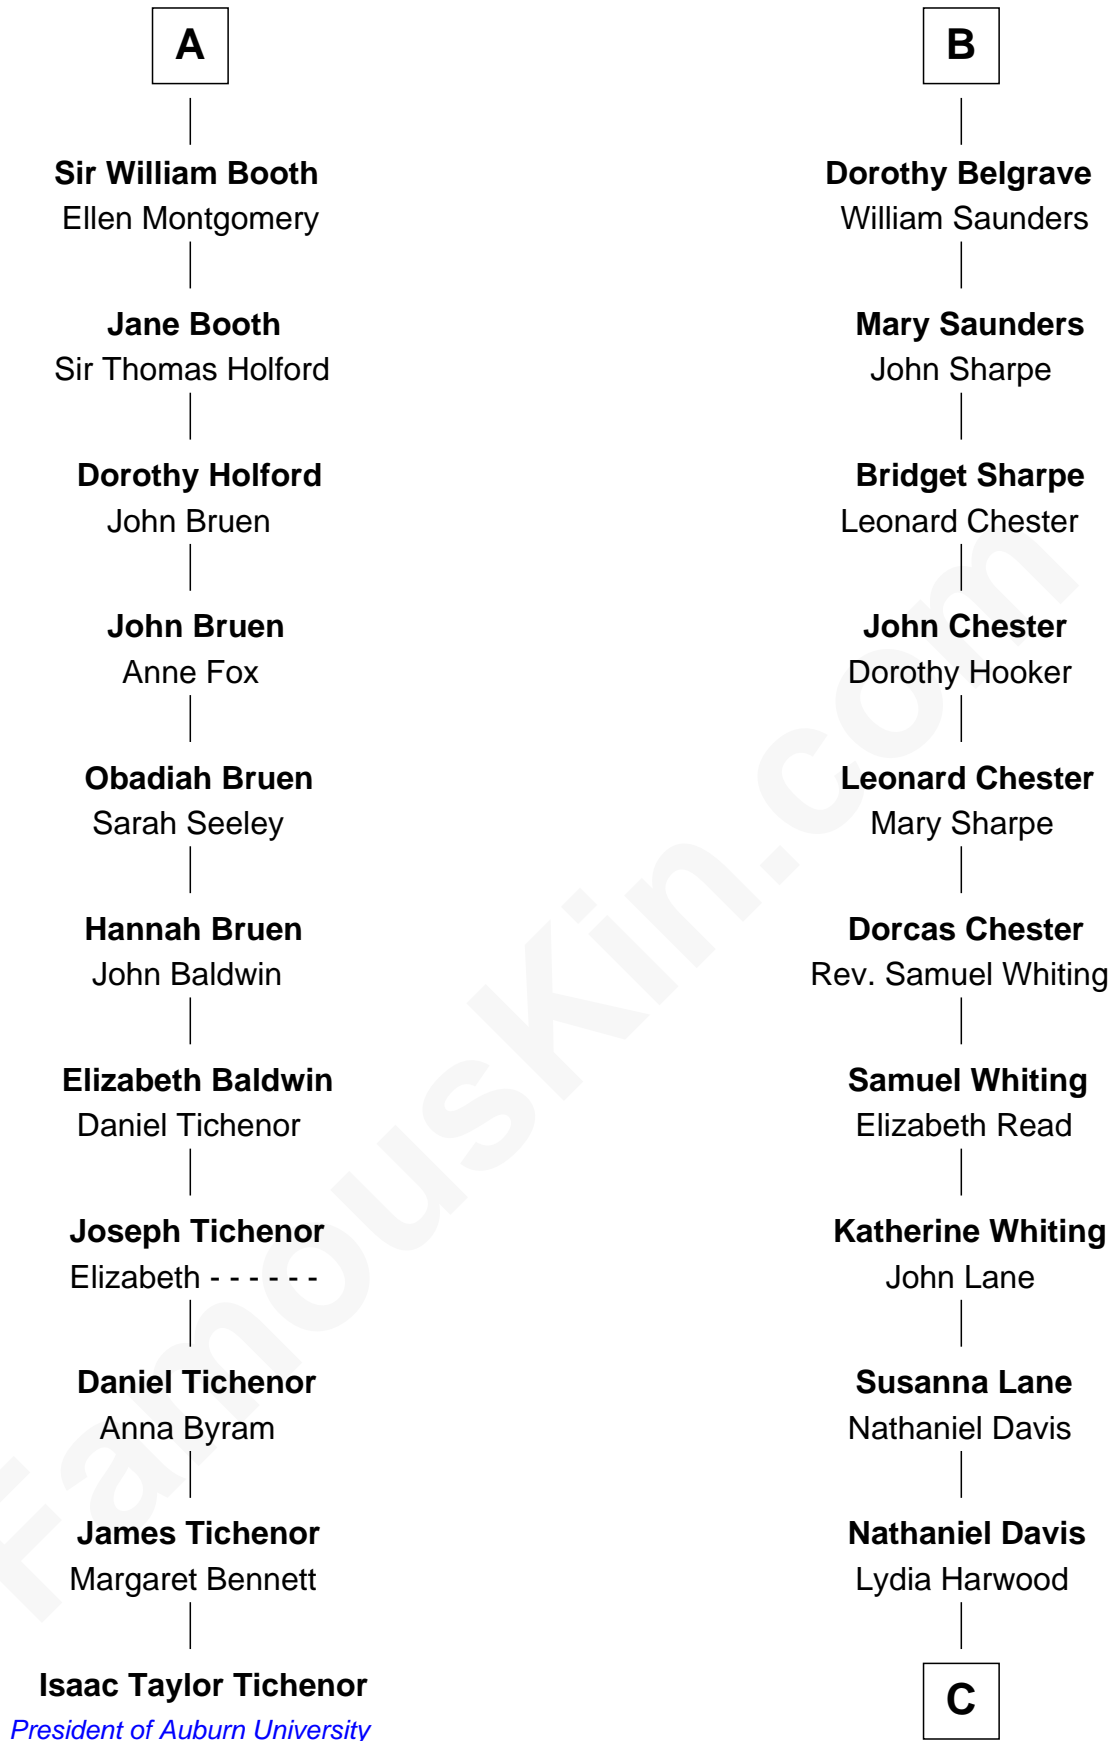 A
Sir William Booth
Ellen Montgomery
Jane Booth
Sir Thomas Holford
Dorothy Holford
John Bruen
John Bruen
Anne Fox
Obadiah Bruen
Sarah Seeley
Hannah Bruen
John Baldwin
Elizabeth Baldwin
Daniel Tichenor
Joseph Tichenor
Elizabeth - - - - - -
Daniel Tichenor
Anna Byram
James Tichenor
Margaret Bennett
Isaac Taylor Tichenor
President of Auburn University
B
Dorothy Belgrave
William Saunders
Mary Saunders
John Sharpe
Bridget Sharpe
Leonard Chester
John Chester
Dorothy Hooker
Leonard Chester
Mary Sharpe
Dorcas Chester
Rev. Samuel Whiting
Samuel Whiting
Elizabeth Read
Katherine Whiting
John Lane
Susanna Lane
Nathaniel Davis
Nathaniel Davis
Lydia Harwood
C
FamousKin.com